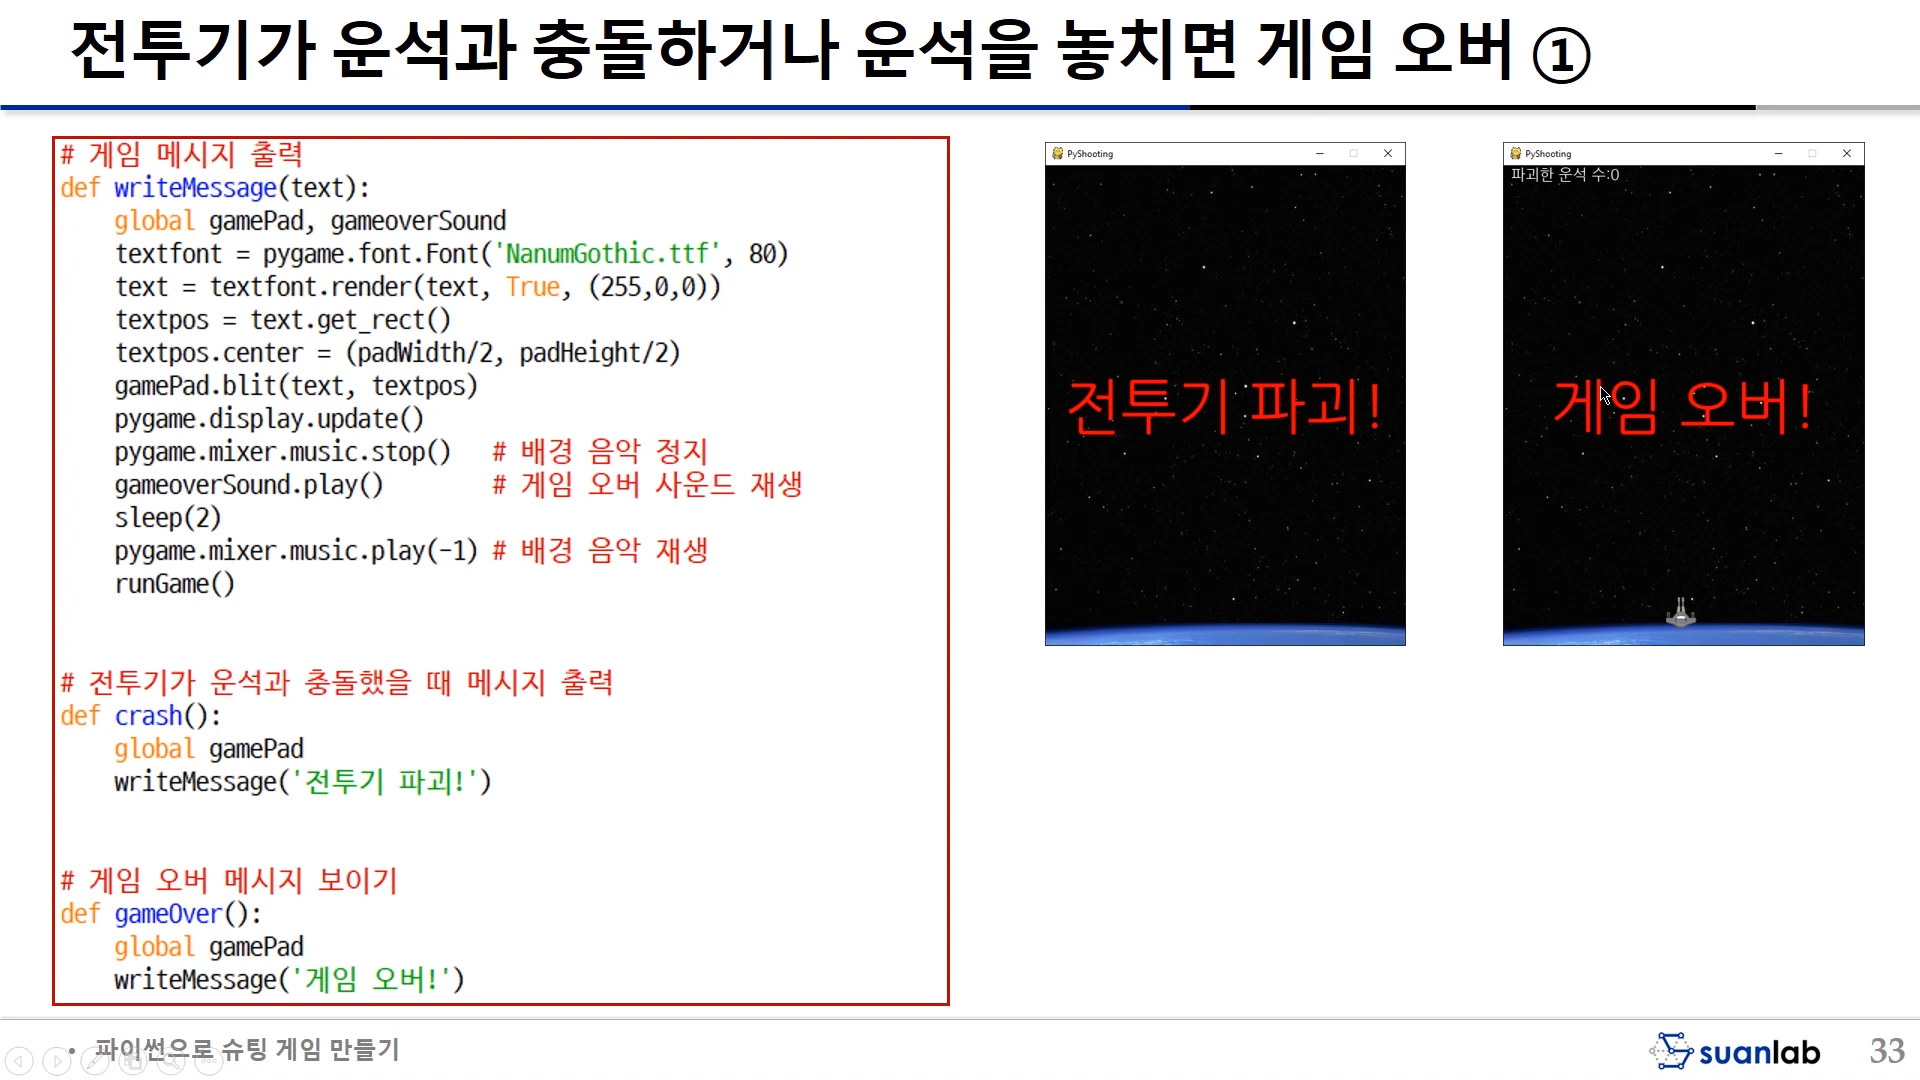 전투기가 운석과 충돌하거나 운석을 놓치면 게임 오버 ①
# 게임 메시지 출력
def writeMessage(text):
    global gamePad, gameoverSound
    textfont = pygame.font.Font('NanumGothic.ttf', 80)
    text = textfont.render(text, True, (255,0,0))
    textpos = text.get_rect()
    textpos.center = (padWidth/2, padHeight/2)
    gamePad.blit(text, textpos)
    pygame.display.update()
    pygame.mixer.music.stop()   # 배경 음악 정지
    gameoverSound.play()        # 게임 오버 사운드 재생
    sleep(2)
    pygame.mixer.music.play(-1) # 배경 음악 재생
    runGame()
# 전투기가 운석과 충돌했을 때 메시지 출력
def crash():
    global gamePad
    writeMessage('전투기 파괴!')
# 게임 오버 메시지 보이기
def gameOver():
    global gamePad
    writeMessage('게임 오버!')
PyShooting
전투기 파괴!
PyShooting
파괴한 운석 수:0
게임 오버!
• 파이썬으로 슈팅 게임 만들기
suanlab
33